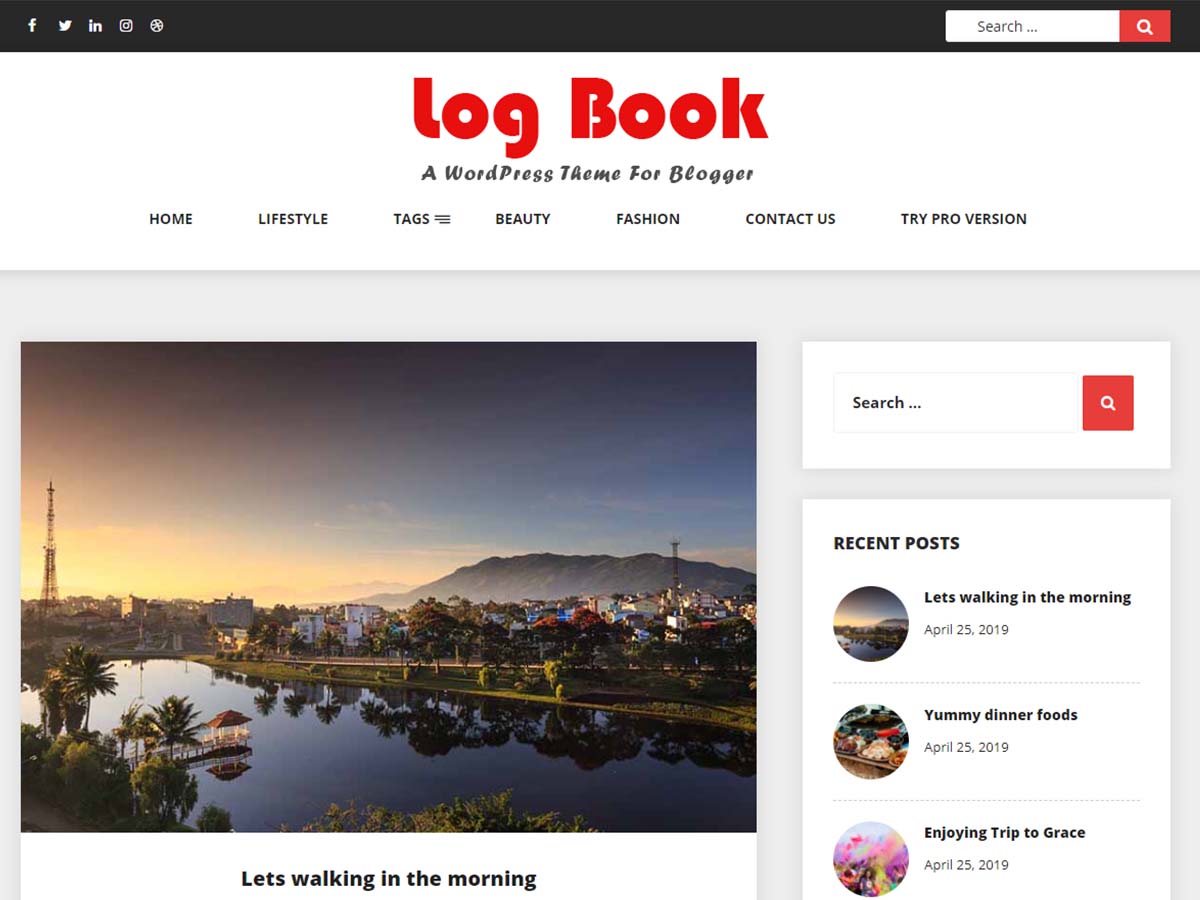 Search ...
Log Book
A WordPress Theme For Blogger
HOME LIFESTYLE TAGS BEAUTY FASHION CONTACT US TRY PRO VERSION
Search ...
RECENT POSTS
Lets walking in the morning
April 25, 2019
Yummy dinner foods
April 25, 2019
Enjoying Trip to Grace
April 25, 2019
Lets walking in the morning